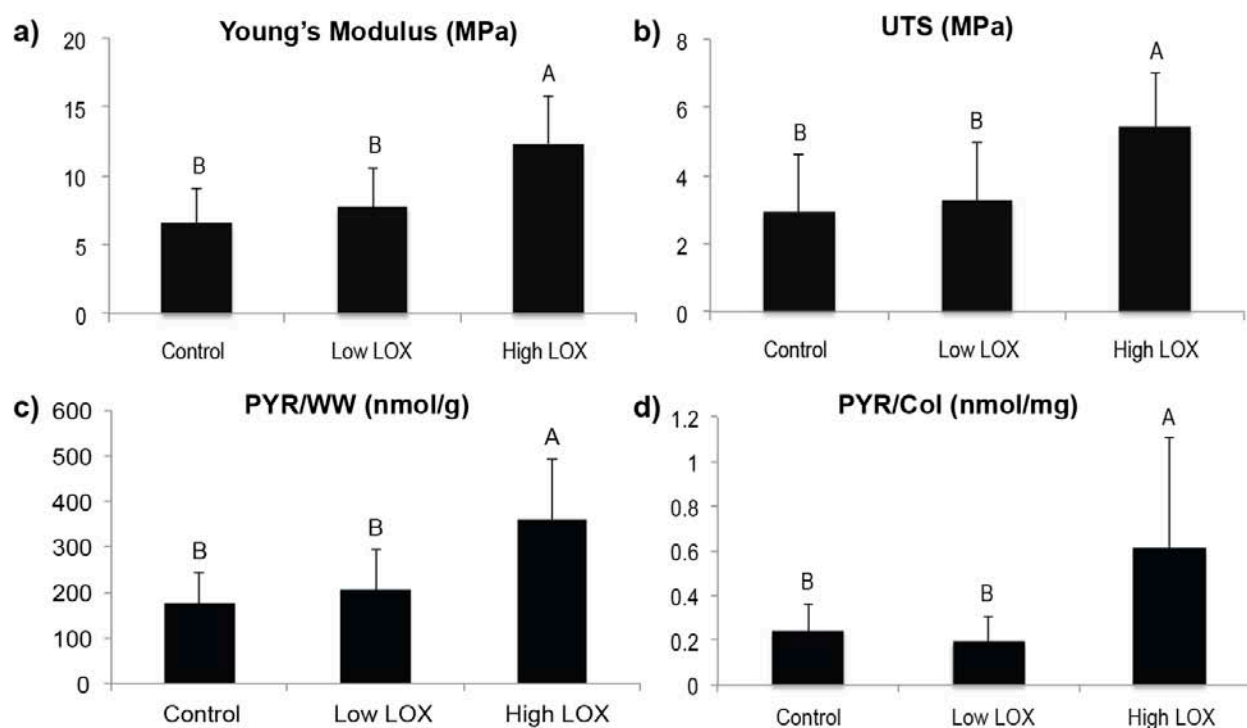 a) Young's Modulus (MPa)
20
15
10
5
0
B
B
A
Control Low LOX High LOX
b) UTS (MPa)
8
6
4
2
0
B
B
A
Control Low LOX High LOX
c) PYR/WW (nmol/g)
600
500
400
300
200
100
0
B
B
A
Control Low LOX High LOX
d) PYR/Col (nmol/mg)
1.2
1
0.8
0.6
0.4
0.2
0
B
B
A
Control Low LOX High LOX